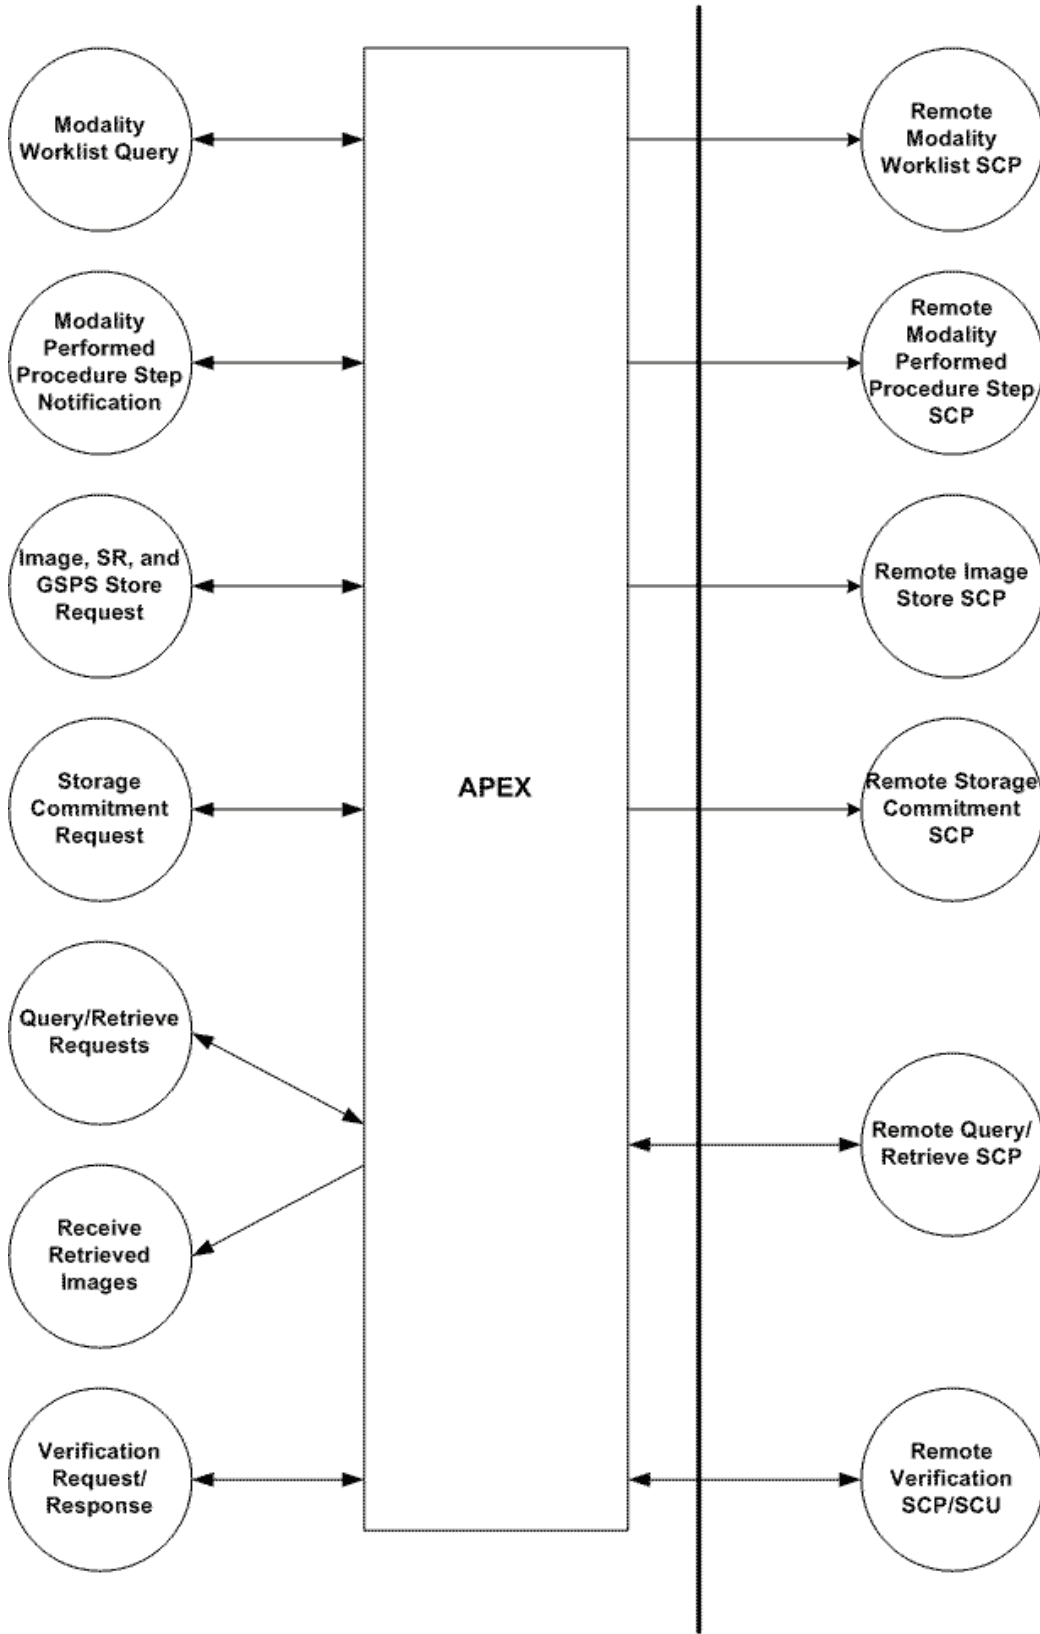 Modality
Worklist Query
Remote
Modality
Worklist SCP
Modality
Performed
Procedure Step
Notification
Remote
Modality
Performed
Procedure Step
SCP
Image, SR, and
GSPS Store
Request
Remote Image
Store SCP
Storage
Commitment
Request
APEX
Remote Storage
Commitment
SCP
Query/Retrieve
Requests
Remote Query/
Retrieve SCP
Receive
Retrieved
Images
Verification
Request/
Response
Remote
Verification
SCP/SCU